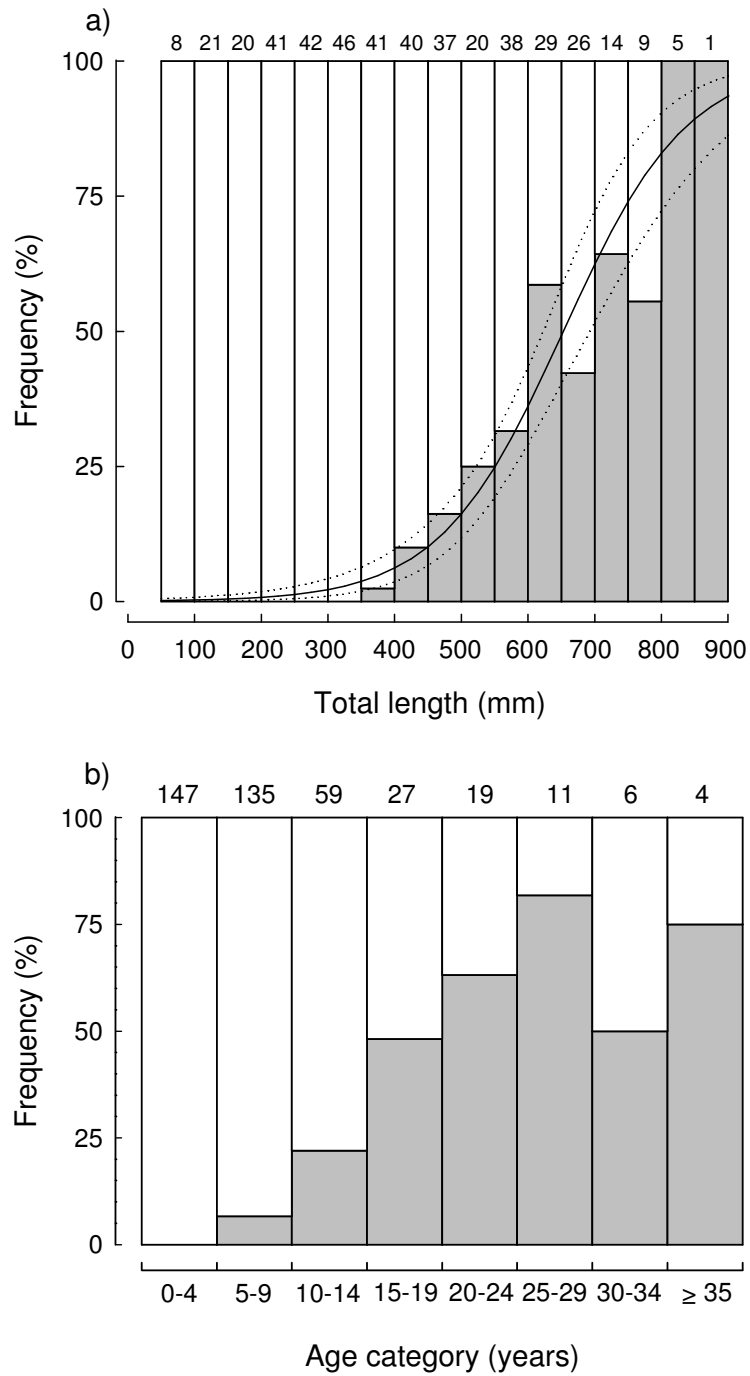 a)
8 21 20 41 42 46 41 40 37 20 38 29 26 14 9 5 1
100
75
50
25
0
Frequency (%)
0 100 200 300 400 500 600 700 800 900
Total length (mm)
b)
147 135 59 27 19 11 6 4
100
75
50
25
0
Frequency (%)
0-4 5-9 10-14 15-19 20-24 25-29 30-34 ≥ 35
Age category (years)